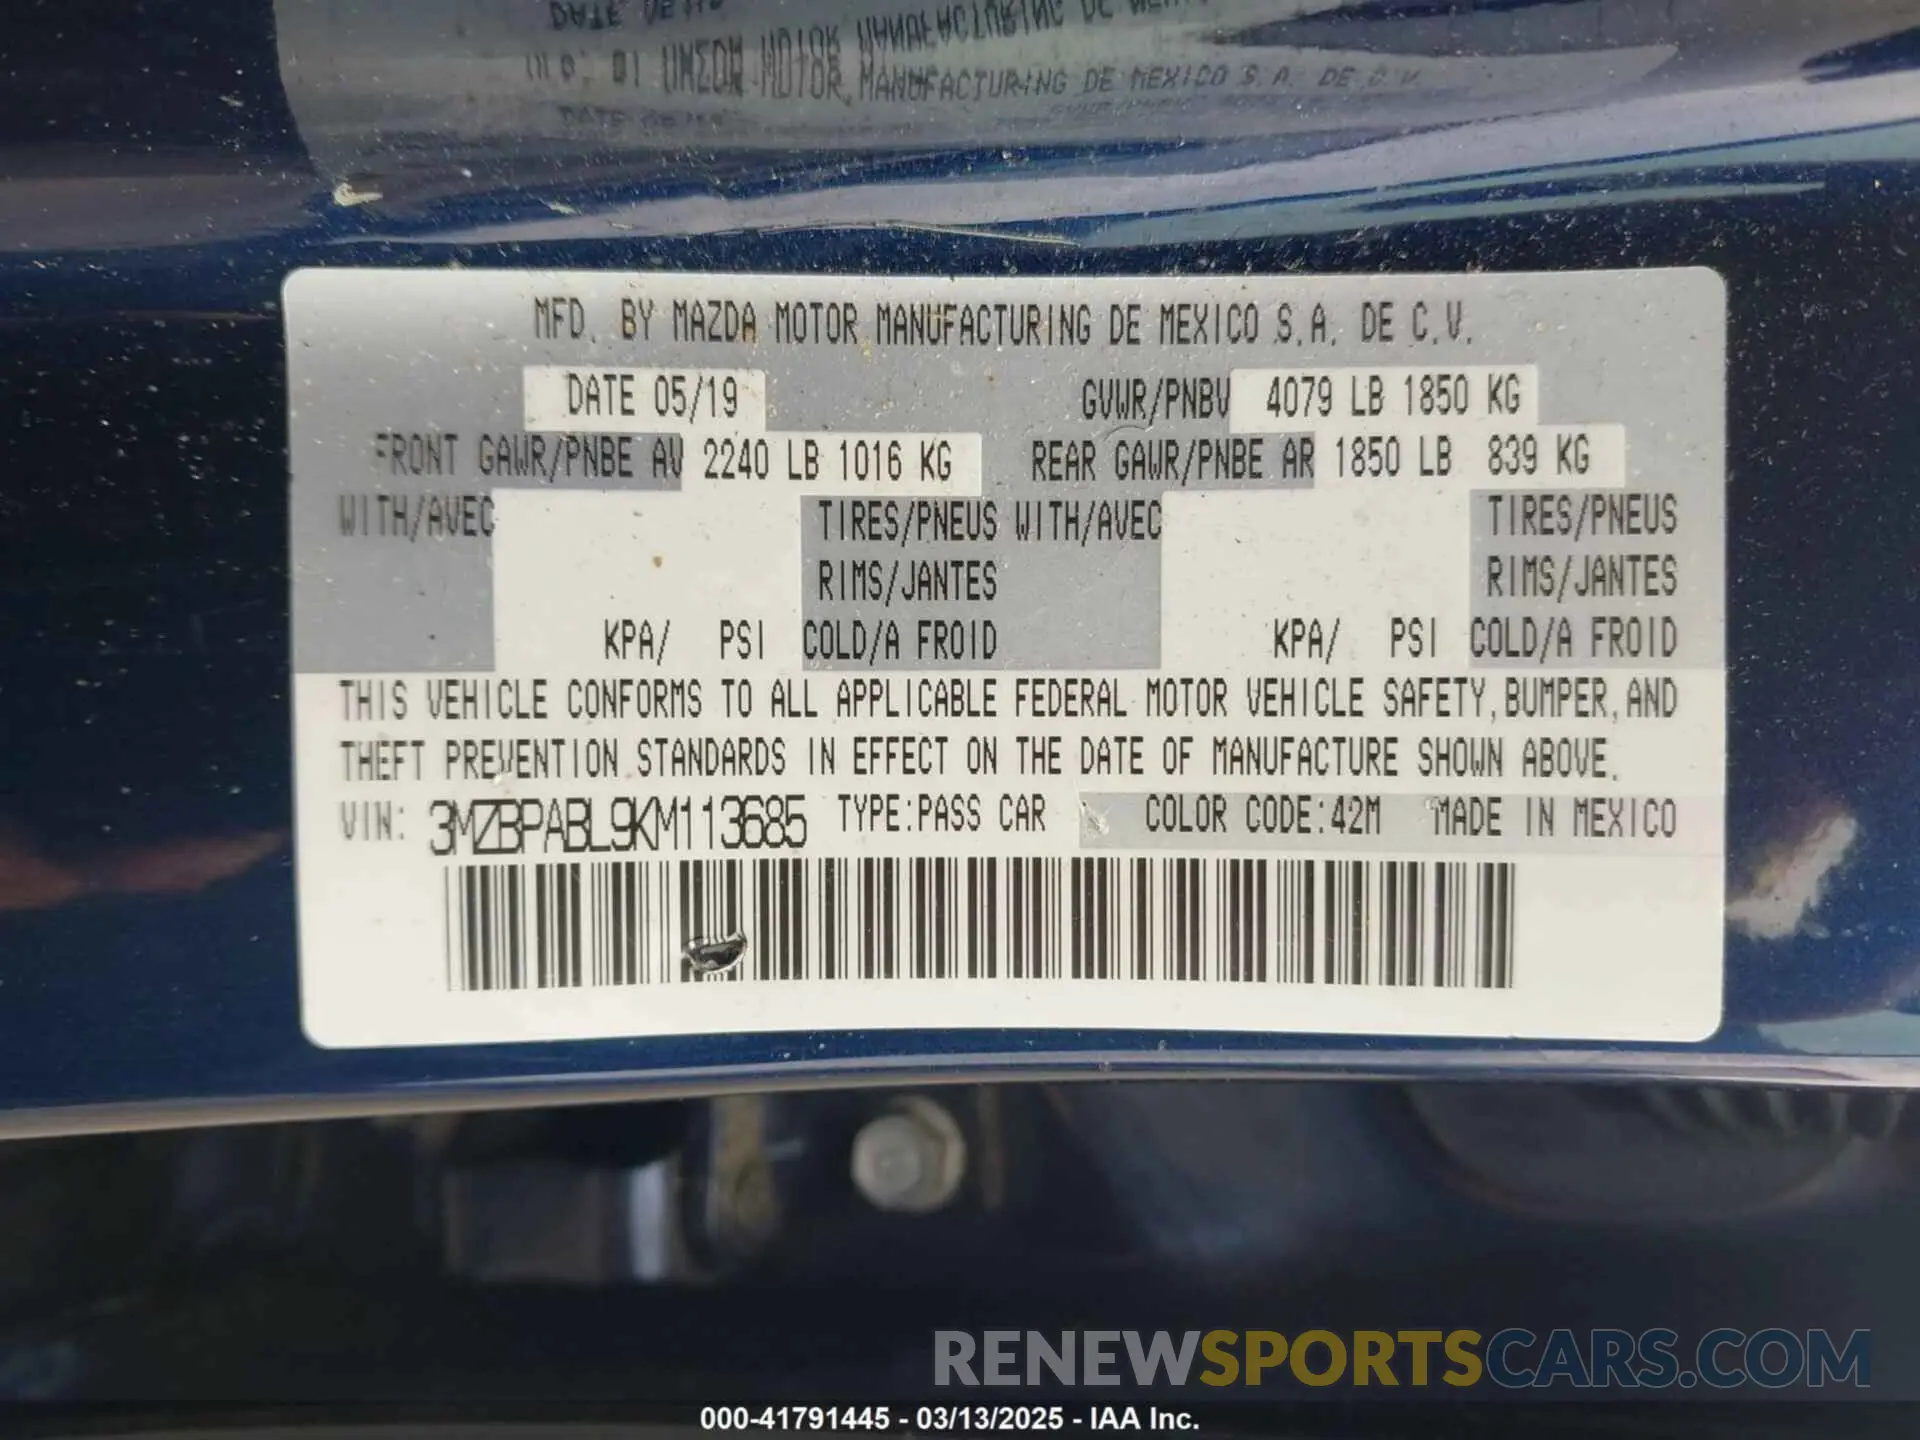 MFD. BY MAZDA MOTOR MANUFACTURING DE MEXICO S.A. DE C.V.
DATE 05/19 GVWR/PNBV 4079 LB 1850 KG
FRONT GAWR/PNBE AV 2240 LB 1016 KG REAR GAWR/PNBE AR 1850 LB 839 KG
WITH/AVEC TIRES/PNEUS WITH/AVEC TIRES/PNEUS
RIMS/JANTES RIMS/JANTES
KPA/ PSI COLD/A FROID KPA/ PSI COLD/A FROID
THIS VEHICLE CONFORMS TO ALL APPLICABLE FEDERAL MOTOR VEHICLE SAFETY, BUMPER, AND
THEFT PREVENTION STANDARDS IN EFFECT ON THE DATE OF MANUFACTURE SHOWN ABOVE.
VIN: 3MZBPABL9KM113685 TYPE: PASS CAR COLOR CODE: 42M MADE IN MEXICO
RENEWSPORTSCARS.COM
000-41791445 - 03/13/2025 - IAA Inc.